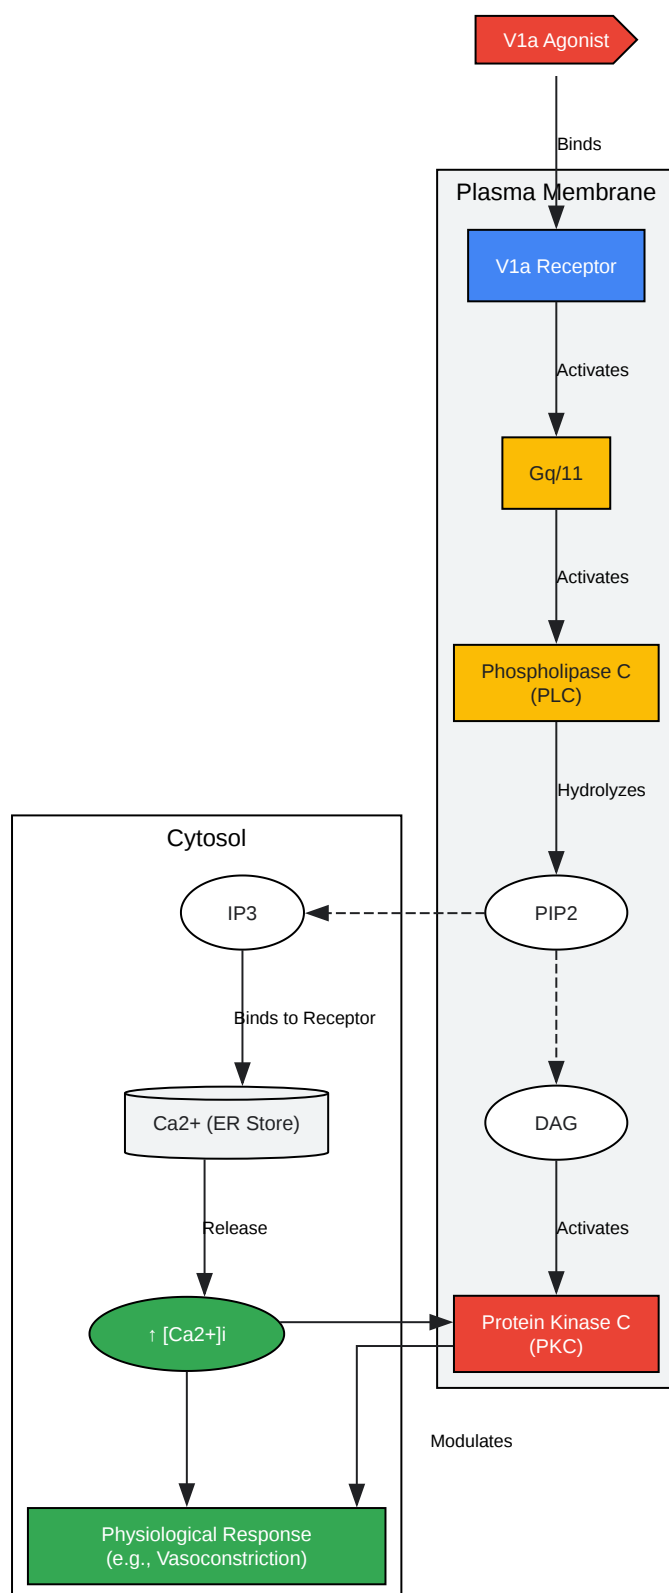 V1a Agonist
Binds
Plasma Membrane
V1a Receptor
Activates
Gq/11
Activates
Phospholipase C
(PLC)
Hydrolyzes
Cytosol
IP3
PIP2
Binds to Receptor
Ca2+ (ER Store)
DAG
Release
Activates
↑ [Ca2+]i
Protein Kinase C
(PKC)
Modulates
Physiological Response
(e.g., Vasoconstriction)